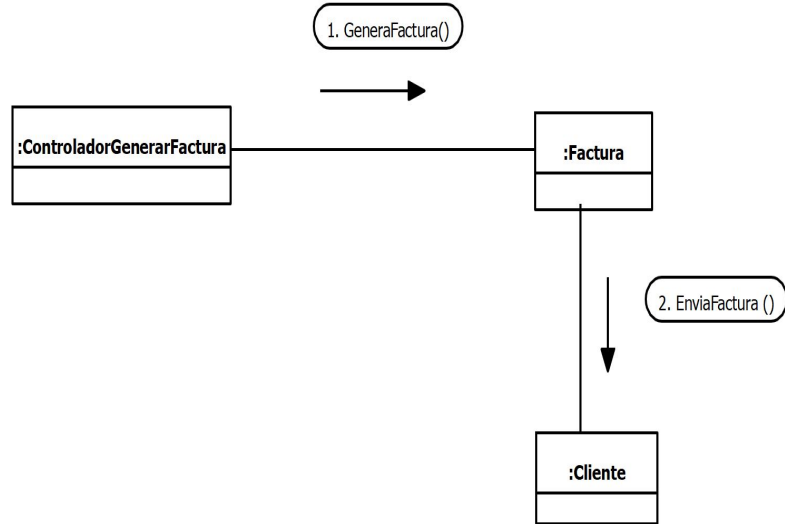 1. GeneraFactura()
:ControladorGenerarFactura
:Factura
2. EnviaFactura ()
:Cliente